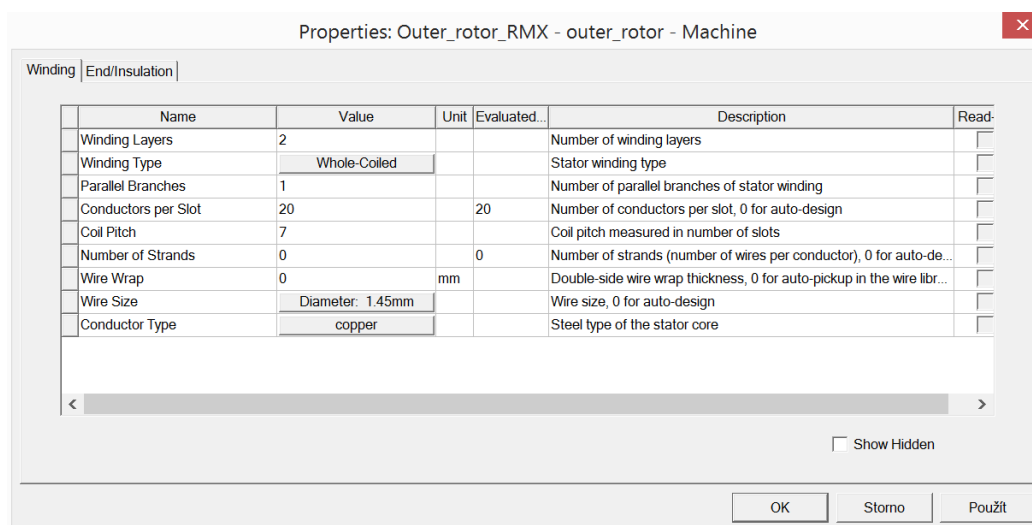 Properties: Outer_rotor_RMX - outer_rotor - Machine
Winding End/Insulation
Name Value Unit Evaluated... Description Read-
Winding Layers 2 Number of winding layers
Winding Type Whole-Coiled Stator winding type
Parallel Branches 1 Number of parallel branches of stator winding
Conductors per Slot 20 20 Number of conductors per slot, 0 for auto-design
Coil Pitch 7 Coil pitch measured in number of slots
Number of Strands 0 0 Number of strands (number of wires per conductor), 0 for auto-de...
Wire Wrap 0 mm Double-side wire wrap thickness, 0 for auto-pickup in the wire libr...
Wire Size Diameter: 1.45mm Wire size, 0 for auto-design
Conductor Type copper Steel type of the stator core
Show Hidden
OK Storno Použít